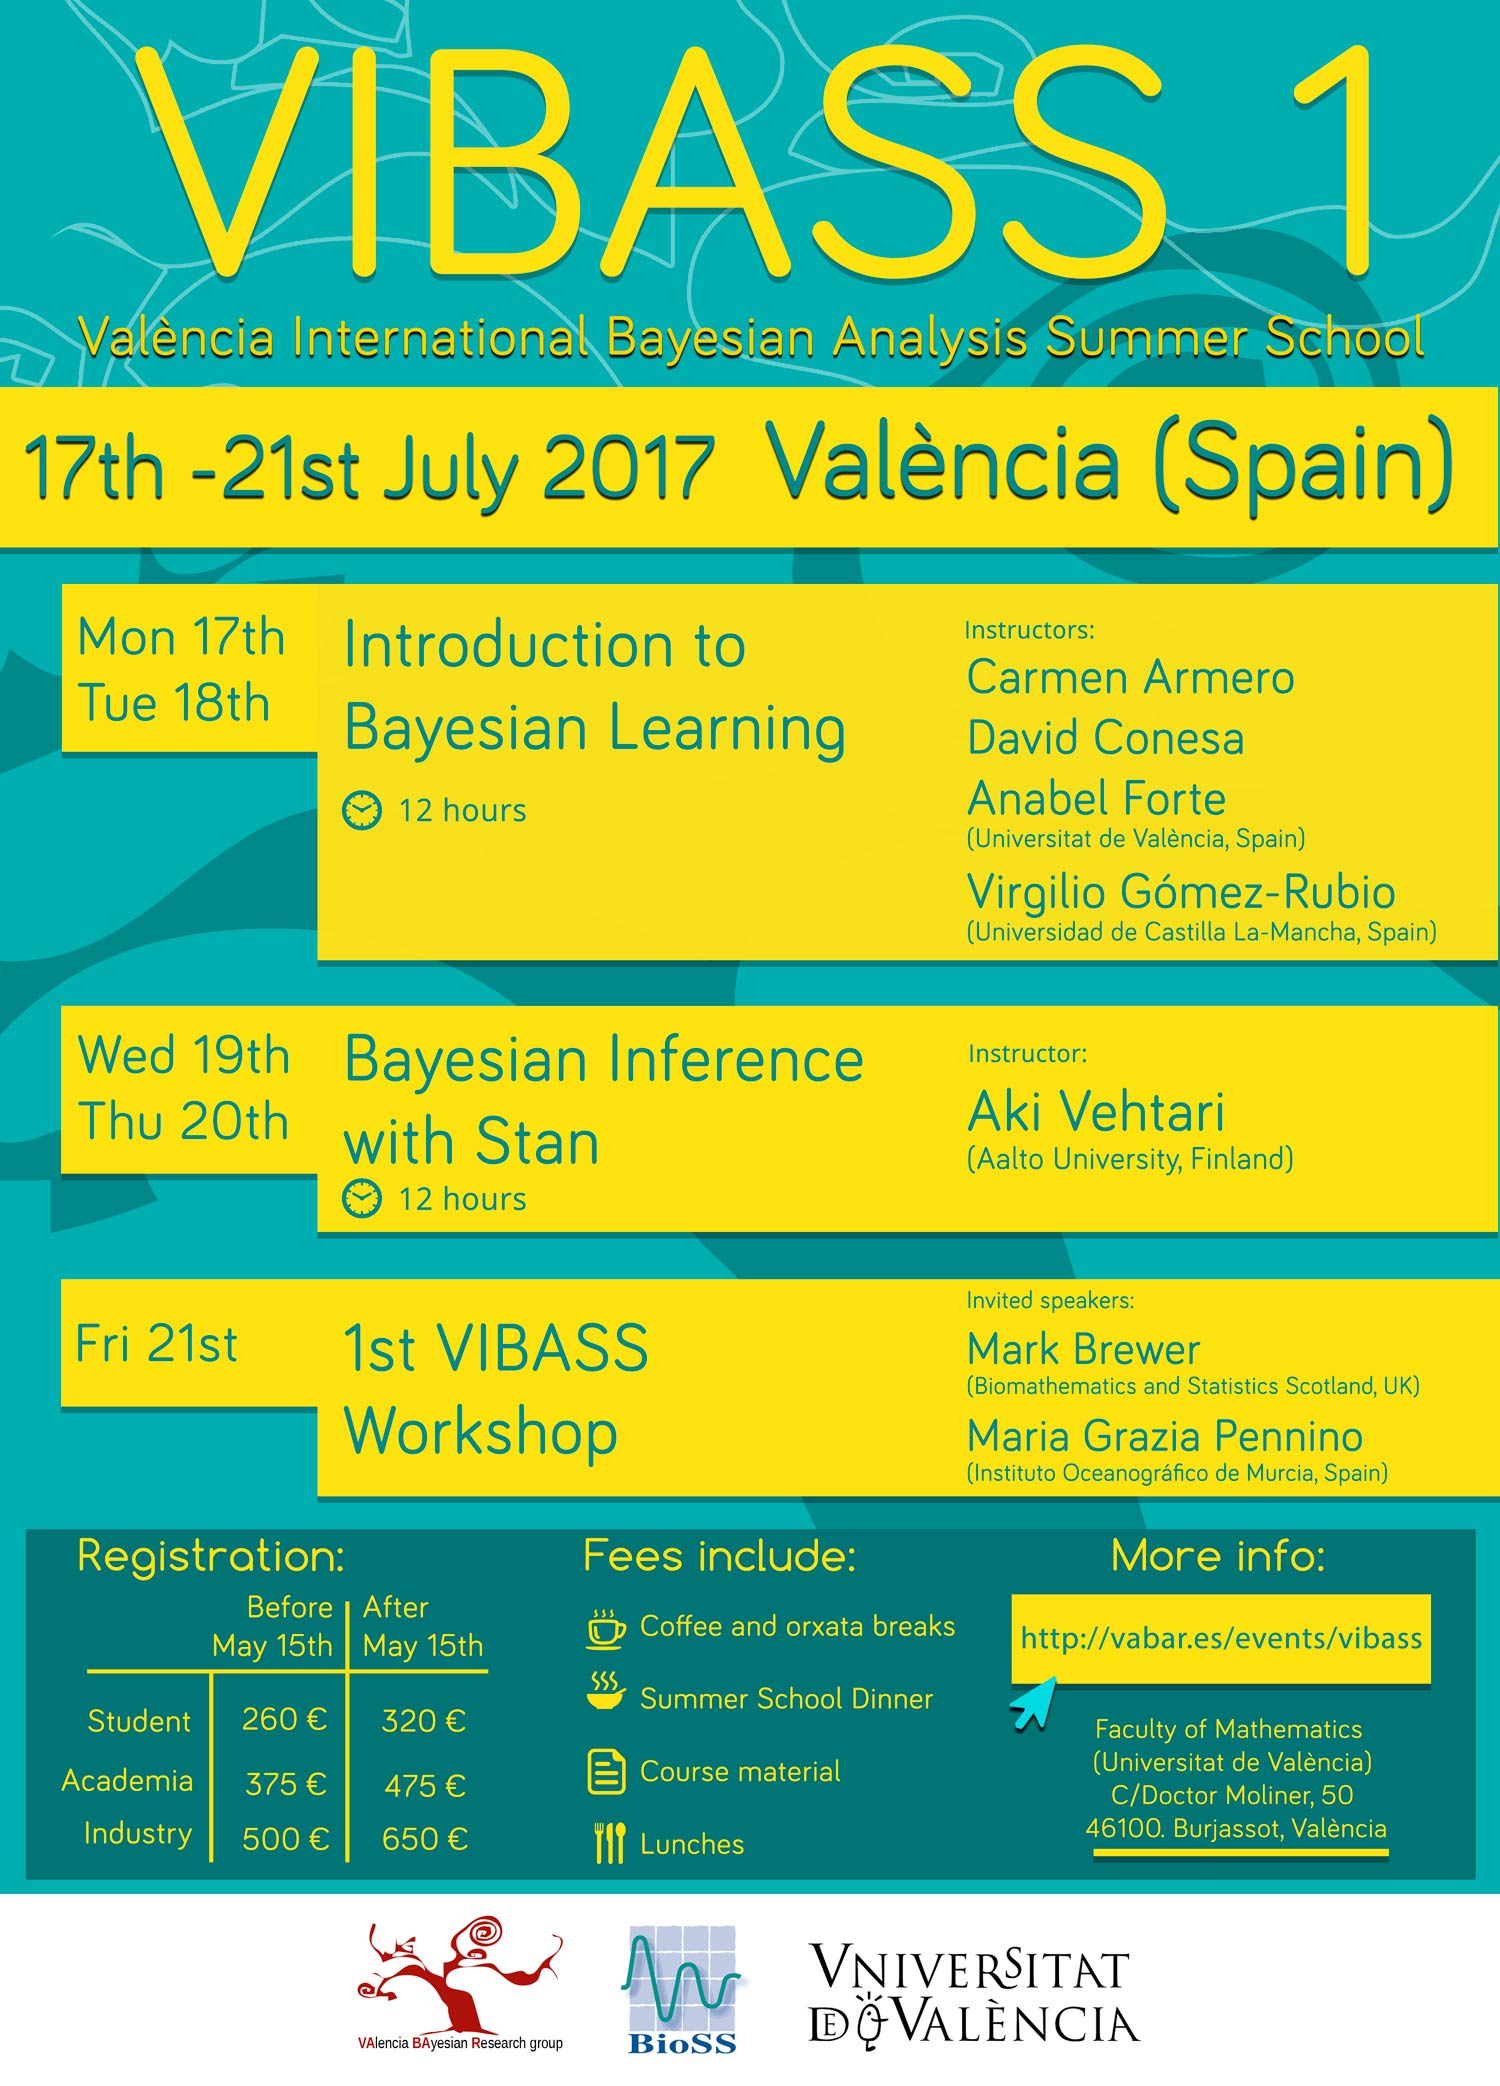 VIBASS 1
València International Bayesian Analysis Summer School
17th -21st July 2017 València (Spain)
Mon 17th
Tue 18th
Introduction to
Bayesian Learning
12 hours
Instructors:
Carmen Armero
David Conesa
Anabel Forte
(Universitat de València, Spain)
Virgilio Gómez-Rubio
(Universidad de Castilla La-Mancha, Spain)
Wed 19th
Thu 20th
Bayesian Inference
with Stan
12 hours
Instructor:
Aki Vehtari
(Aalto University, Finland)
Fri 21st
1st VIBASS
Workshop
Invited speakers:
Mark Brewer
(Biomathematics and Statistics Scotland, UK)
Maria Grazia Pennino
(Instituto Oceanográfico de Murcia, Spain)
Registration:
Before May 15th
After May 15th
Student 260 € 320 €
Academia 375 € 475 €
Industry 500 € 650 €
Fees include:
Coffee and orxata breaks
Summer School Dinner
Course material
Lunches
More info:
http://vabar.es/events/vibass
Faculty of Mathematics
(Universitat de València)
C/Doctor Moliner, 50
46100. Burjassot, València
VAlencia BAyesian Research group
BioSS
VNIVERSITAT
DE VALÈNCIA